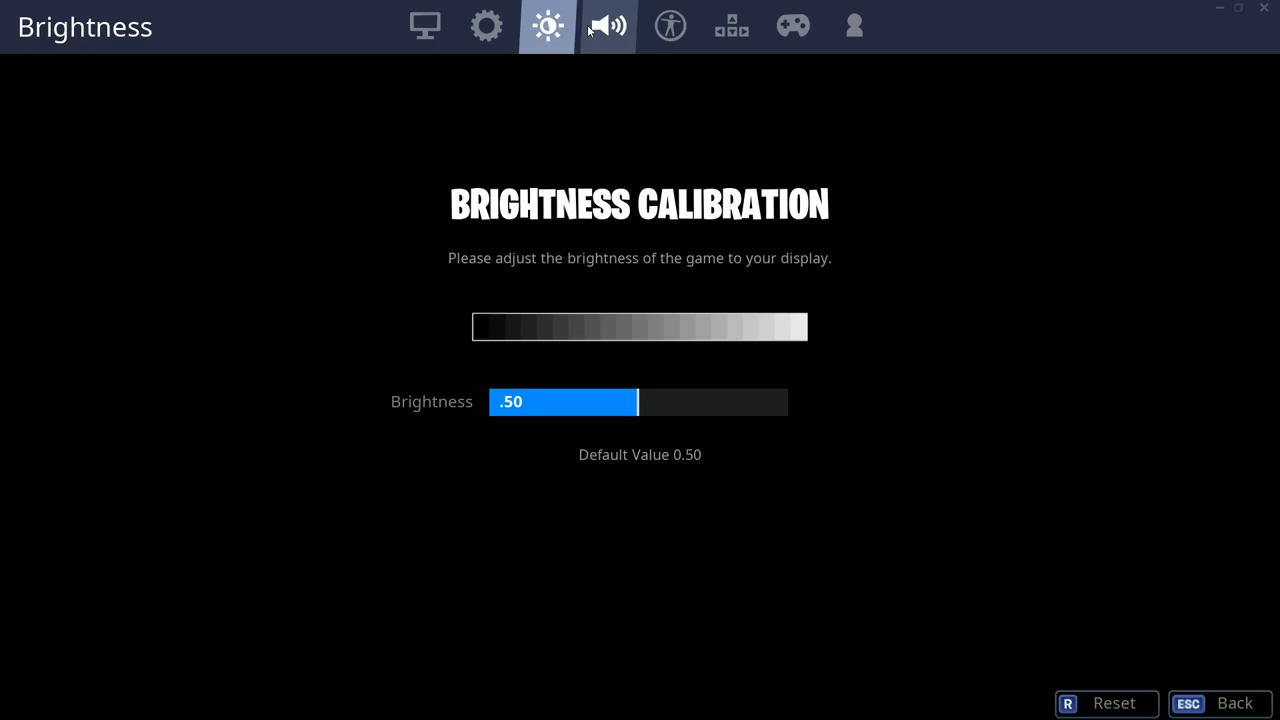 Brightness
BRIGHTNESS CALIBRATION
Please adjust the brightness of the game to your display.
Brightness .50
Default Value 0.50
R Reset ESC Back